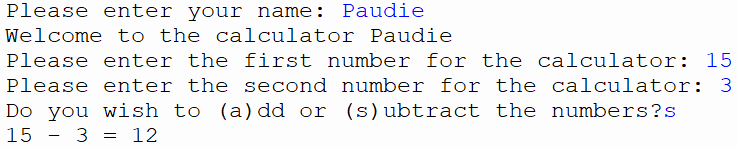 Please enter your name: Paudie
Welcome to the calculator Paudie
Please enter the first number for the calculator: 15
Please enter the second number for the calculator: 3
Do you wish to (a)dd or (s)ubtract the numbers?s
15 - 3 = 12